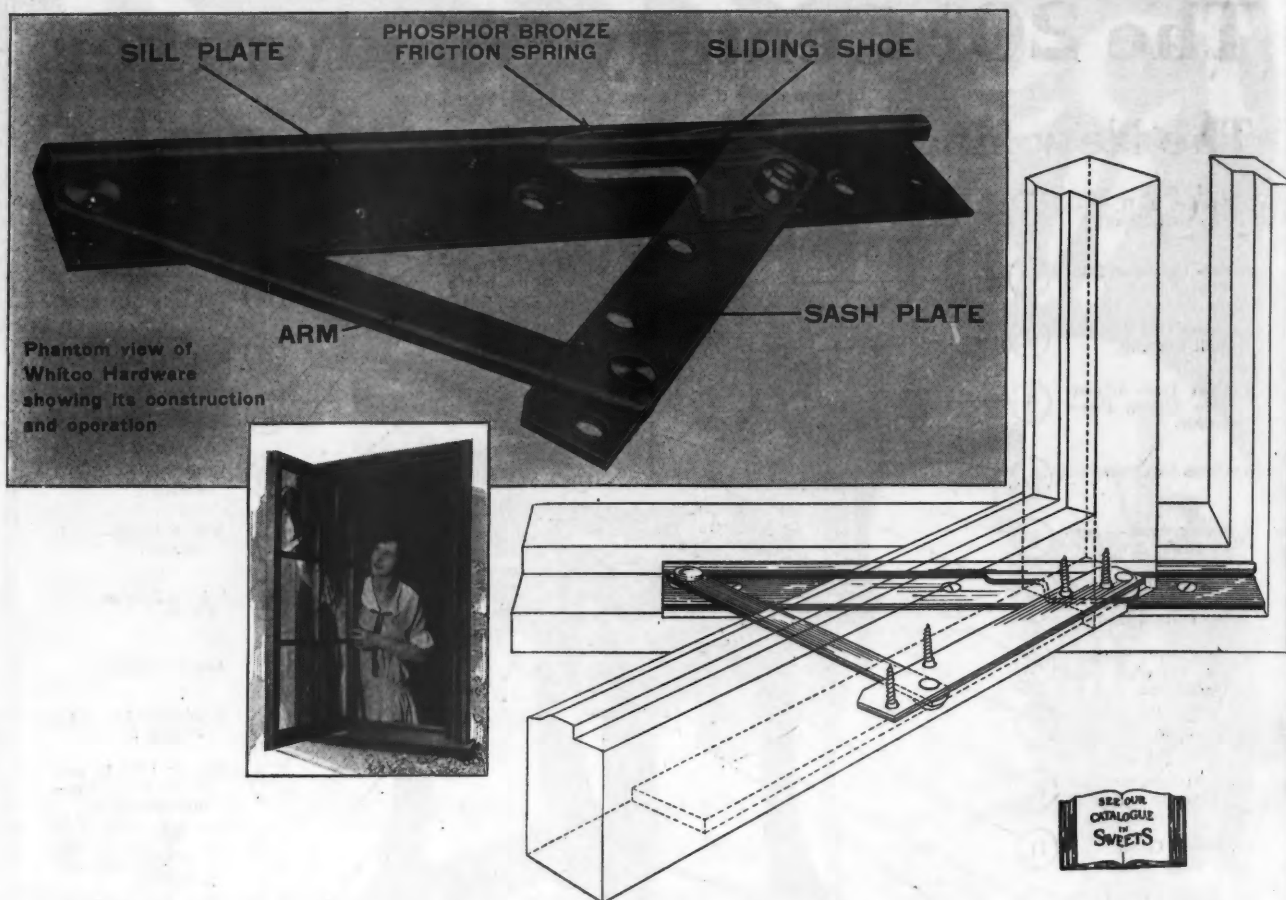 SILL PLATE
PHOSPHOR BRONZE
FRICTION SPRING
SLIDING SHOE
ARM
SASH PLATE
Phantom view of
Whitco Hardware
showing its construction
and operation
SEE OUR
CATALOGUE
IN
SWEETS